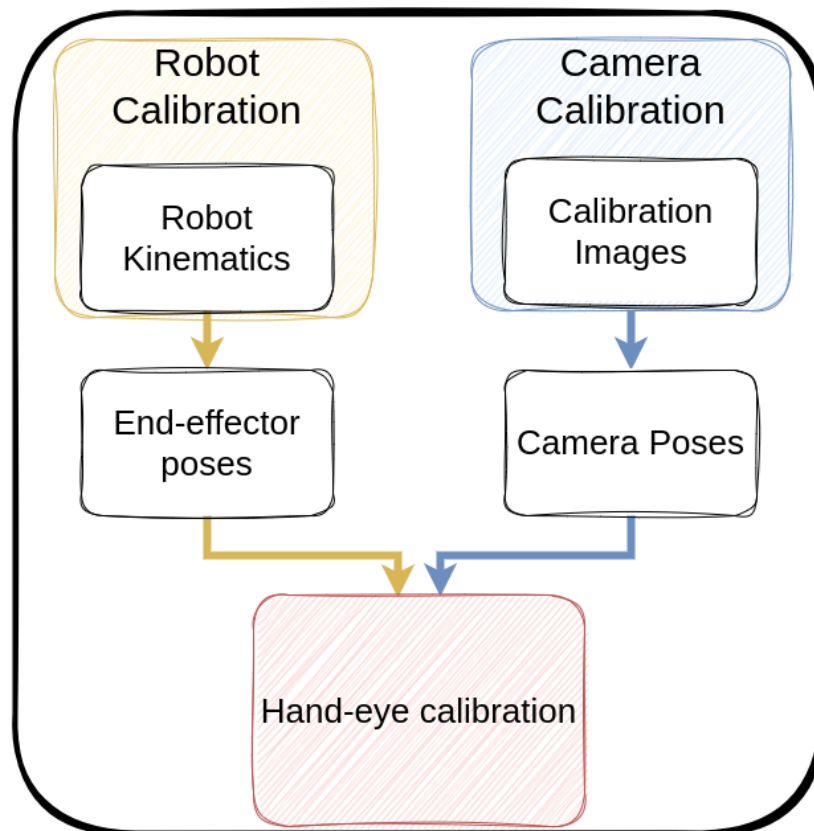 Robot
Calibration
Robot
Kinematics
End-effector
poses
Camera
Calibration
Calibration
Images
Camera Poses
Hand-eye calibration